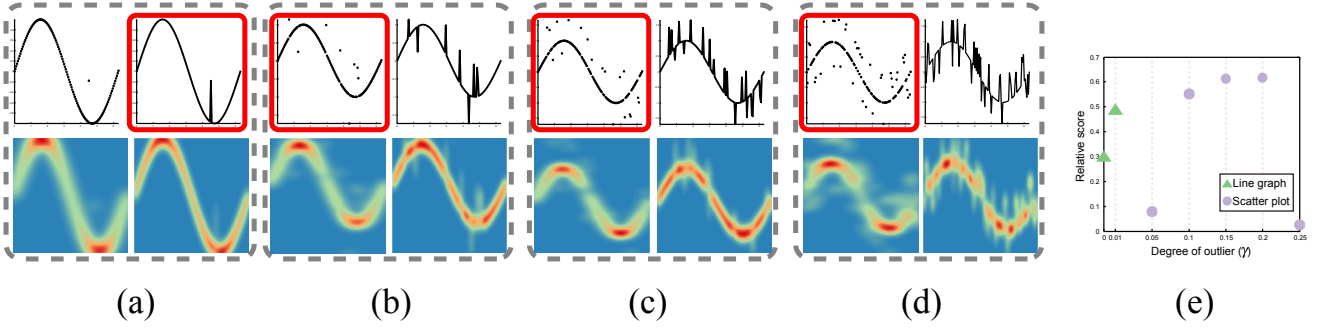 0.7
0.6
0.5
0.4
0.3
0.2
0.1
0
Relative score
Line graph
Scatter plot
0 0.01 0.05 0.1 0.15 0.2 0.25
Degree of outlier (γ)
(a) (b) (c) (d) (e)